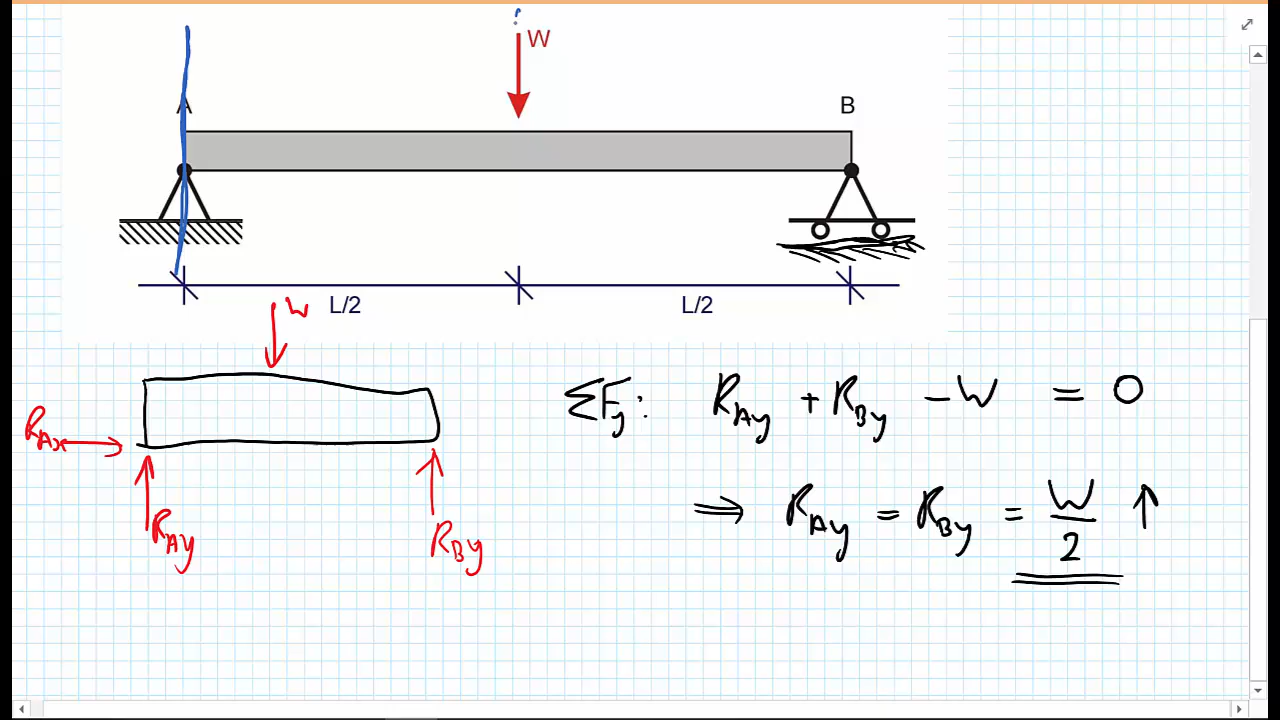 W
A
B
L/2 L/2
W
R_Ax
R_Ay
R_By
ΣF_y: R_Ay + R_By - W = 0
⇒ R_Ay = R_By = W/2 ↑